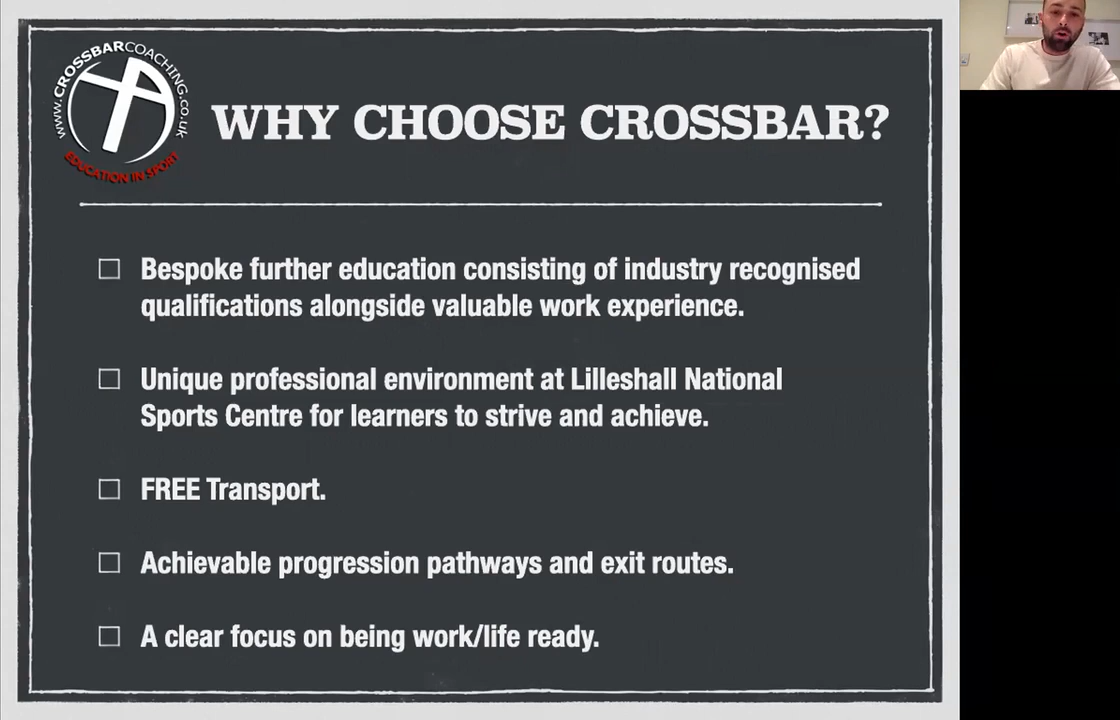 www.CROSSBARCOACHING.co.uk
EDUCATION IN SPORT
WHY CHOOSE CROSSBAR?
Bespoke further education consisting of industry recognised
qualifications alongside valuable work experience.
Unique professional environment at Lilleshall National
Sports Centre for learners to strive and achieve.
FREE Transport.
Achievable progression pathways and exit routes.
A clear focus on being work/life ready.